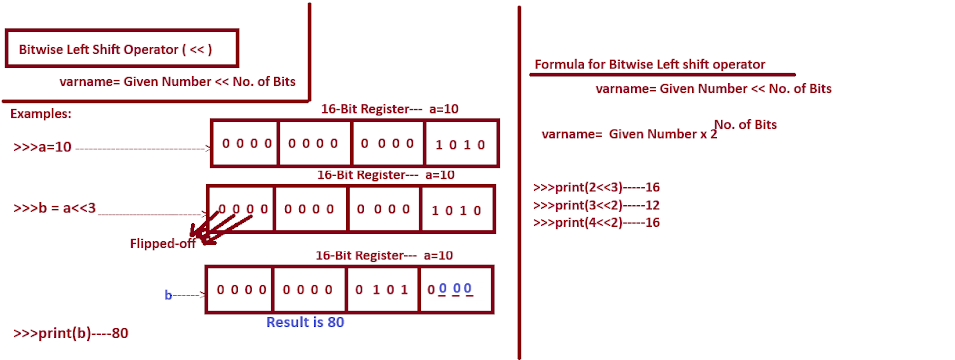 Bitwise Left Shift Operator ( << )
varname= Given Number << No. of Bits
Examples:
16-Bit Register--- a=10
>>>a=10
0 0 0 0 0 0 0 0 0 0 0 0 1 0 1 0
16-Bit Register--- a=10
>>>b = a<<3
0 0 0 0 0 0 0 0 0 0 0 0 1 0 1 0
Flipped-off
16-Bit Register--- a=10
b
0 0 0 0 0 0 0 0 0 1 0 1 0 0 0 0
Result is 80
>>>print(b)----80
Formula for Bitwise Left shift operator
varname= Given Number << No. of Bits
No. of Bits
varname= Given Number x 2
>>>print(2<<3)-----16
>>>print(3<<2)-----12
>>>print(4<<2)-----16